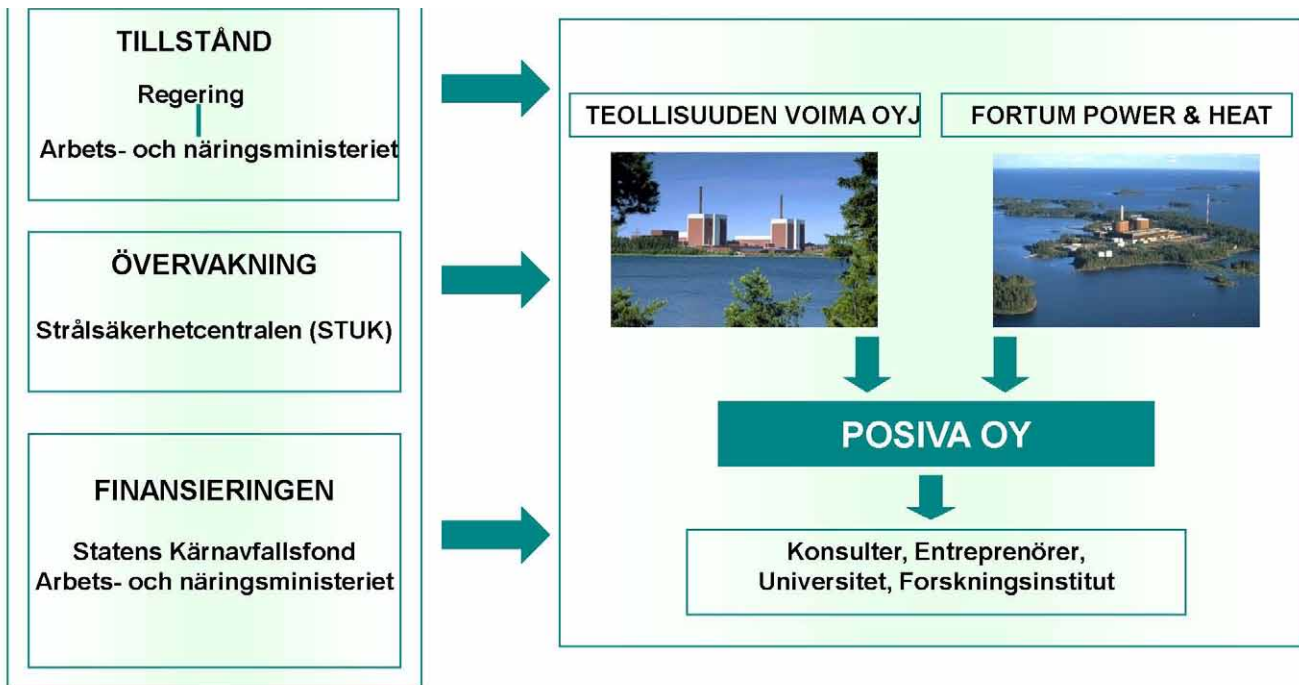 TILLSTÅND
Regering
Arbets- och näringsministeriet
ÖVERVAKNING
Strålsäkerhetcentralen (STUK)
FINANSIERINGEN
Statens Kärnavfallsfond
Arbets- och näringsministeriet
TEOLLISUUDEN VOIMA OYJ
FORTUM POWER & HEAT
POSIVA OY
Konsulter, Entreprenörer,
Universitet, Forskningsinstitut